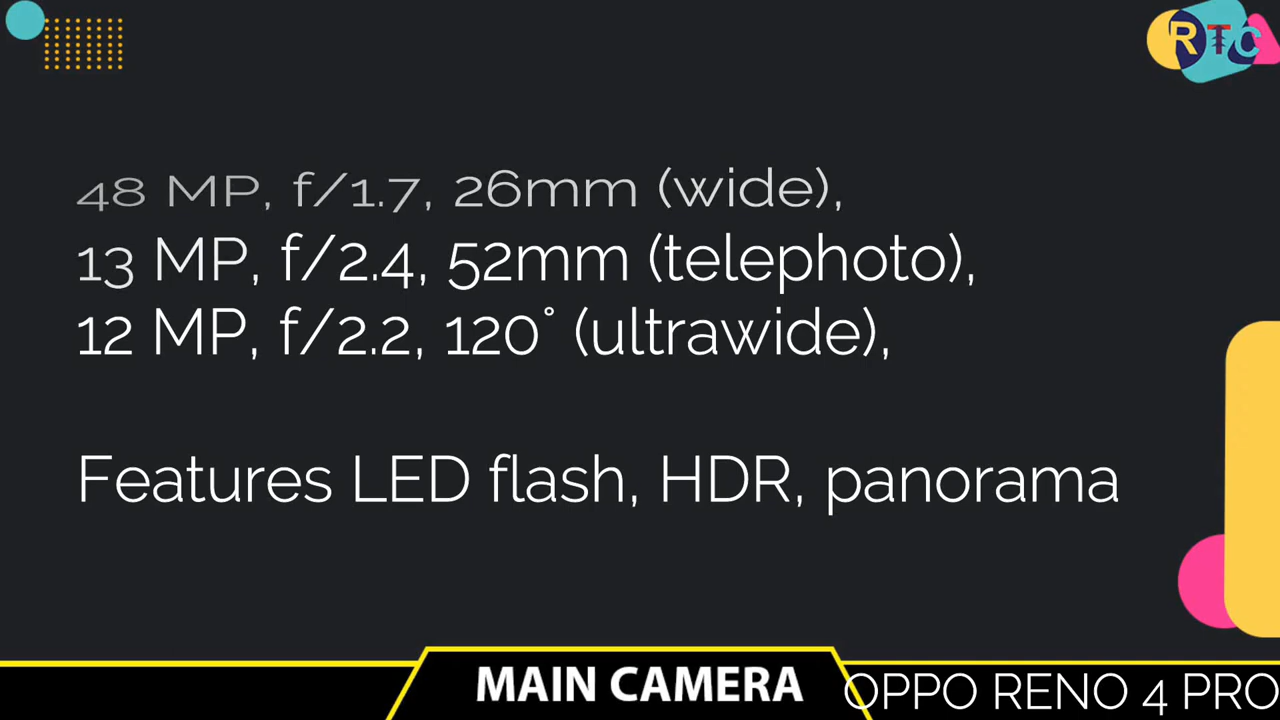 RTC
48 MP, f/1.7, 26mm (wide),
13 MP, f/2.4, 52mm (telephoto),
12 MP, f/2.2, 120˚ (ultrawide),
Features LED flash, HDR, panorama
MAIN CAMERA
OPPO RENO 4 PRO